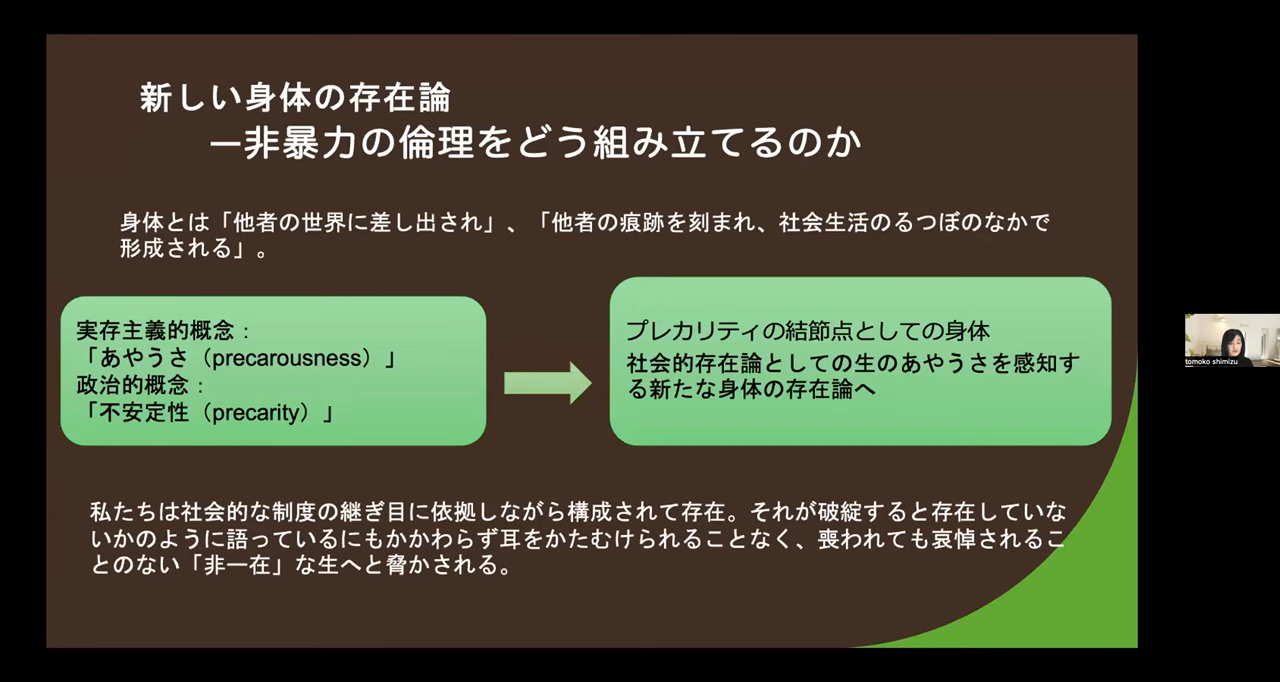 新しい身体の存在論
―非暴力の倫理をどう組み立てるのか
身体とは「他者の世界に差し出され」、「他者の痕跡を刻まれ、社会生活のるつぼのなかで
形成される」。
実存主義的概念：
「あやうさ（precarousness）」
政治的概念：
「不安定性（precarity）」
プレカリティの結節点としての身体
社会的存在論としての生のあやうさを感知す
る新たな身体の存在論へ
私たちは社会的な制度の継ぎ目に依拠しながら構成されて存在。それが破綻すると存在していな
いかのように語っているにもかかわらず耳をかたむけられることなく、喪われても哀悼されるこ
とのない「非一在」な生へと脅かされる。
tomoko shimizu